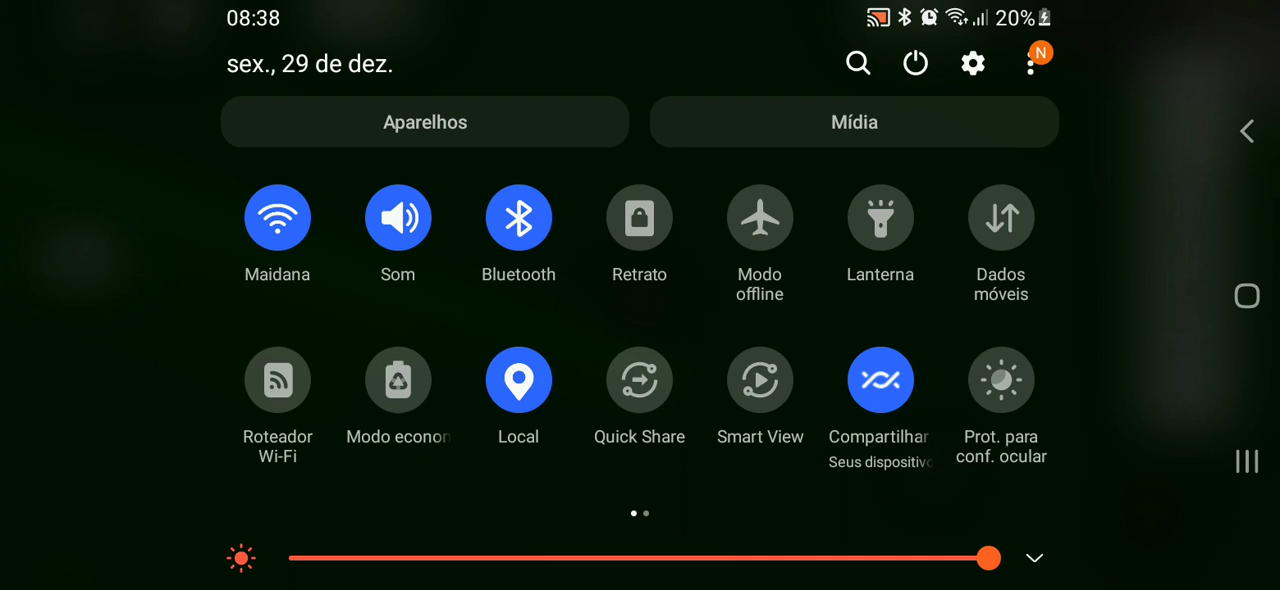 08:38
20%
sex., 29 de dez.
N
Aparelhos
Mídia
Maidana
Som
Bluetooth
Retrato
Modo
offline
Lanterna
Dados
móveis
Roteador
Wi-Fi
Modo econon
Local
Quick Share
Smart View
Compartilhar
Seus dispositivo
Prot. para
conf. ocular